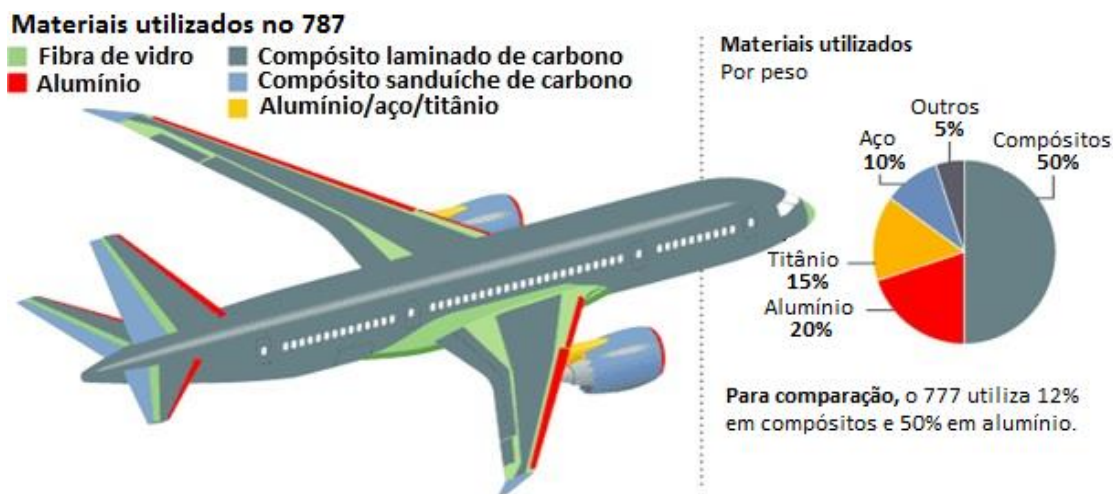 Materiais utilizados no 787
Fibra de vidro
Alumínio
Compósito laminado de carbono
Compósito sanduíche de carbono
Alumínio/aço/titânio
Materiais utilizados
Por peso
Outros
5%
Aço
10%
Compósitos
50%
Titânio
15%
Alumínio
20%
Para comparação, o 777 utiliza 12%
em compósitos e 50% em alumínio.